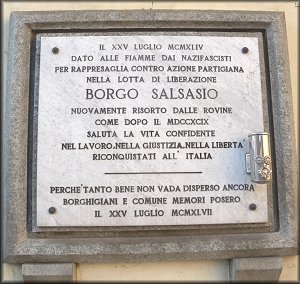 IL XXV LUGLIO MCMXLIV
DATO ALLE FIAMME DAI NAZIFASCISTI
PER RAPPRESAGLIA CONTRO AZIONE PARTIGIANA
NELLA LOTTA DI LIBERAZIONE
BORGO SALSASIO
NUOVAMENTE RISORTO DALLE ROVINE
COME DOPO IL MDCCXCIX
SALUTA LA VITA CONFIDENTE
NEL LAVORO, NELLA GIUSTIZIA, NELLA LIBERTÀ
RICONQUISTATI ALL'ITALIA
PERCHÈ TANTO BENE NON VADA DISPERSO ANCORA
BORGHIGIANI E COMUNE MEMORI POSERO
IL XXV LUGLIO MCMXLVII